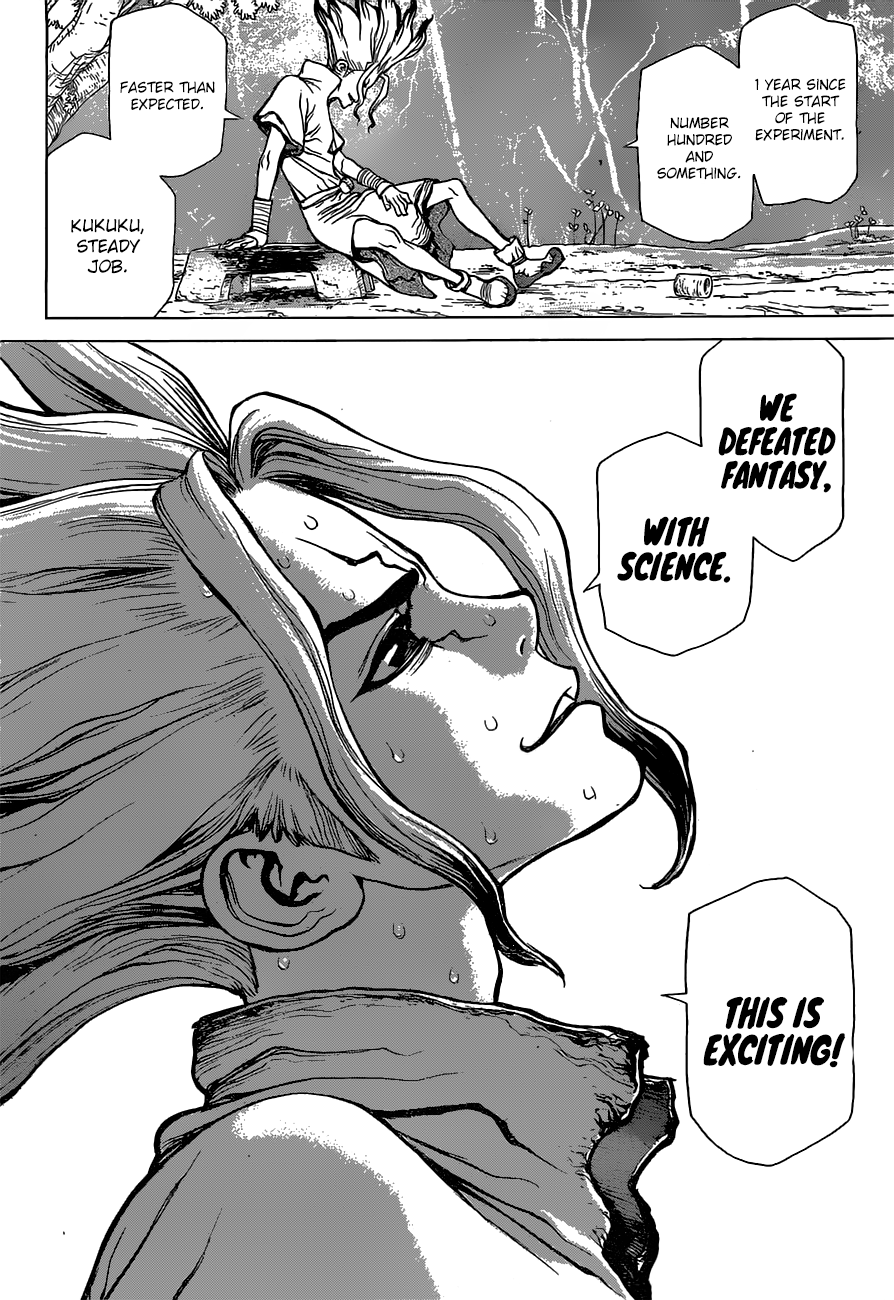 1 YEAR SINCE
THE START
OF THE
EXPERIMENT.
NUMBER
HUNDRED
AND
SOMETHING.
FASTER THAN
EXPECTED.
KUKUKU,
STEADY
JOB.
WE
DEFEATED
FANTASY,
WITH
SCIENCE.
THIS IS
EXCITING!